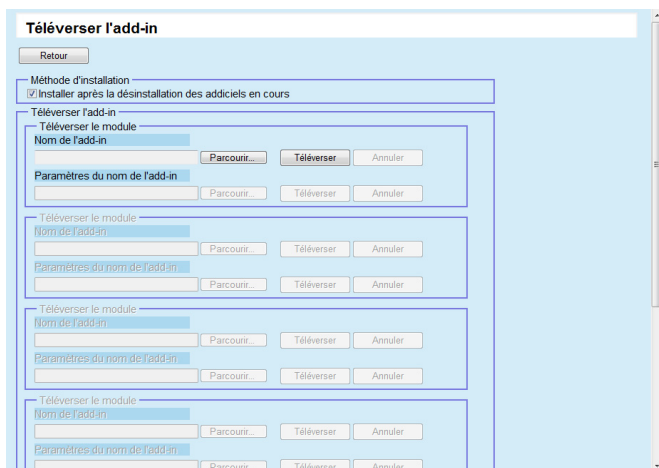 Téléverser l'add-in
Retour
Méthode d'installation
Installer après la désinstallation des addiciels en cours
Téléverser l'add-in
Téléverser le module
Nom de l'add-in
Parcourir... Téléverser Annuler
Paramètres du nom de l'add-in
Parcourir... Téléverser Annuler
Téléverser le module
Nom de l'add-in
Parcourir... Téléverser Annuler
Paramètres du nom de l'add-in
Parcourir... Téléverser Annuler
Téléverser le module
Nom de l'add-in
Parcourir... Téléverser Annuler
Paramètres du nom de l'add-in
Parcourir... Téléverser Annuler
Téléverser le module
Nom de l'add-in
Parcourir... Téléverser Annuler
Paramètres du nom de l'add-in
Parcourir... Téléverser Annuler